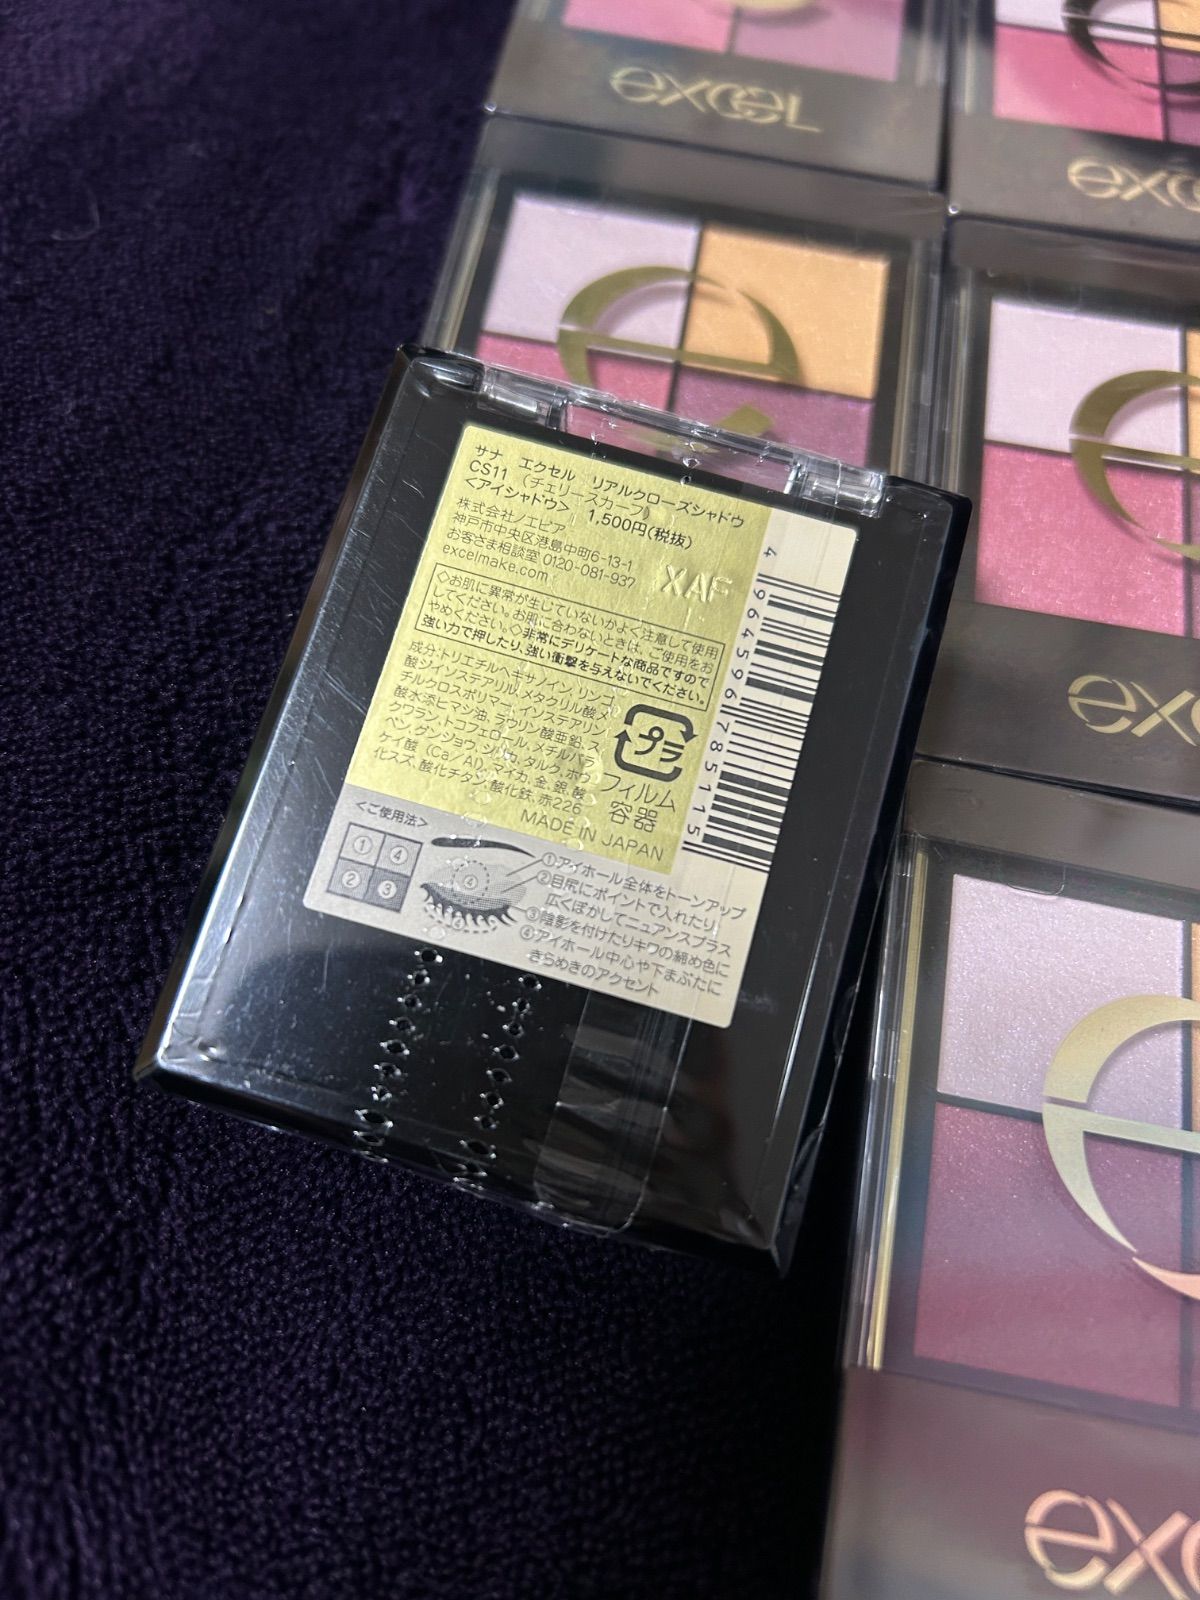 excel
excel
サナ エクセル リアルクローズシャドウ
CS11 (チェリースカーフ)
<アイシャドウ> 1,500円(税抜)
株式会社ノエビア
神戸市中央区港島中町6-13-1
お客さま相談室 0120-081-937
excelmake.com
XAF
◇お肌に異常が生じていないかよく注意して使用
してください。お肌に合わないときは、ご使用をお
やめください。◇非常にデリケートな商品ですので
強い力で押したり、強い衝撃を与えないでください。
成分:トリエチルヘキサノイン、リンゴ
酸ジイソステアリル、メタクリル酸メ
チルクロスポリマー、イソステアリン
酸水添ヒマシ油、ラウリン酸亜鉛、ス
クワラン、トコフェロール、メチルパラ
ベン、グンジョウ、シリカ、タルク、ホウ
ケイ酸(Ca/Al)、マイカ、金、銀、酸
化スズ、酸化チタン、酸化鉄、赤226
プラ
フィルム
容器
MADE IN JAPAN
4 964596 785115
<ご使用法>
① ④
② ③
④
①アイホール全体をトーンアップ
②目尻にポイントで入れたり、
広くぼかしてニュアンスプラス
③陰影を付けたりキワの締め色に
④アイホール中心や下まぶたに
きらめきのアクセント